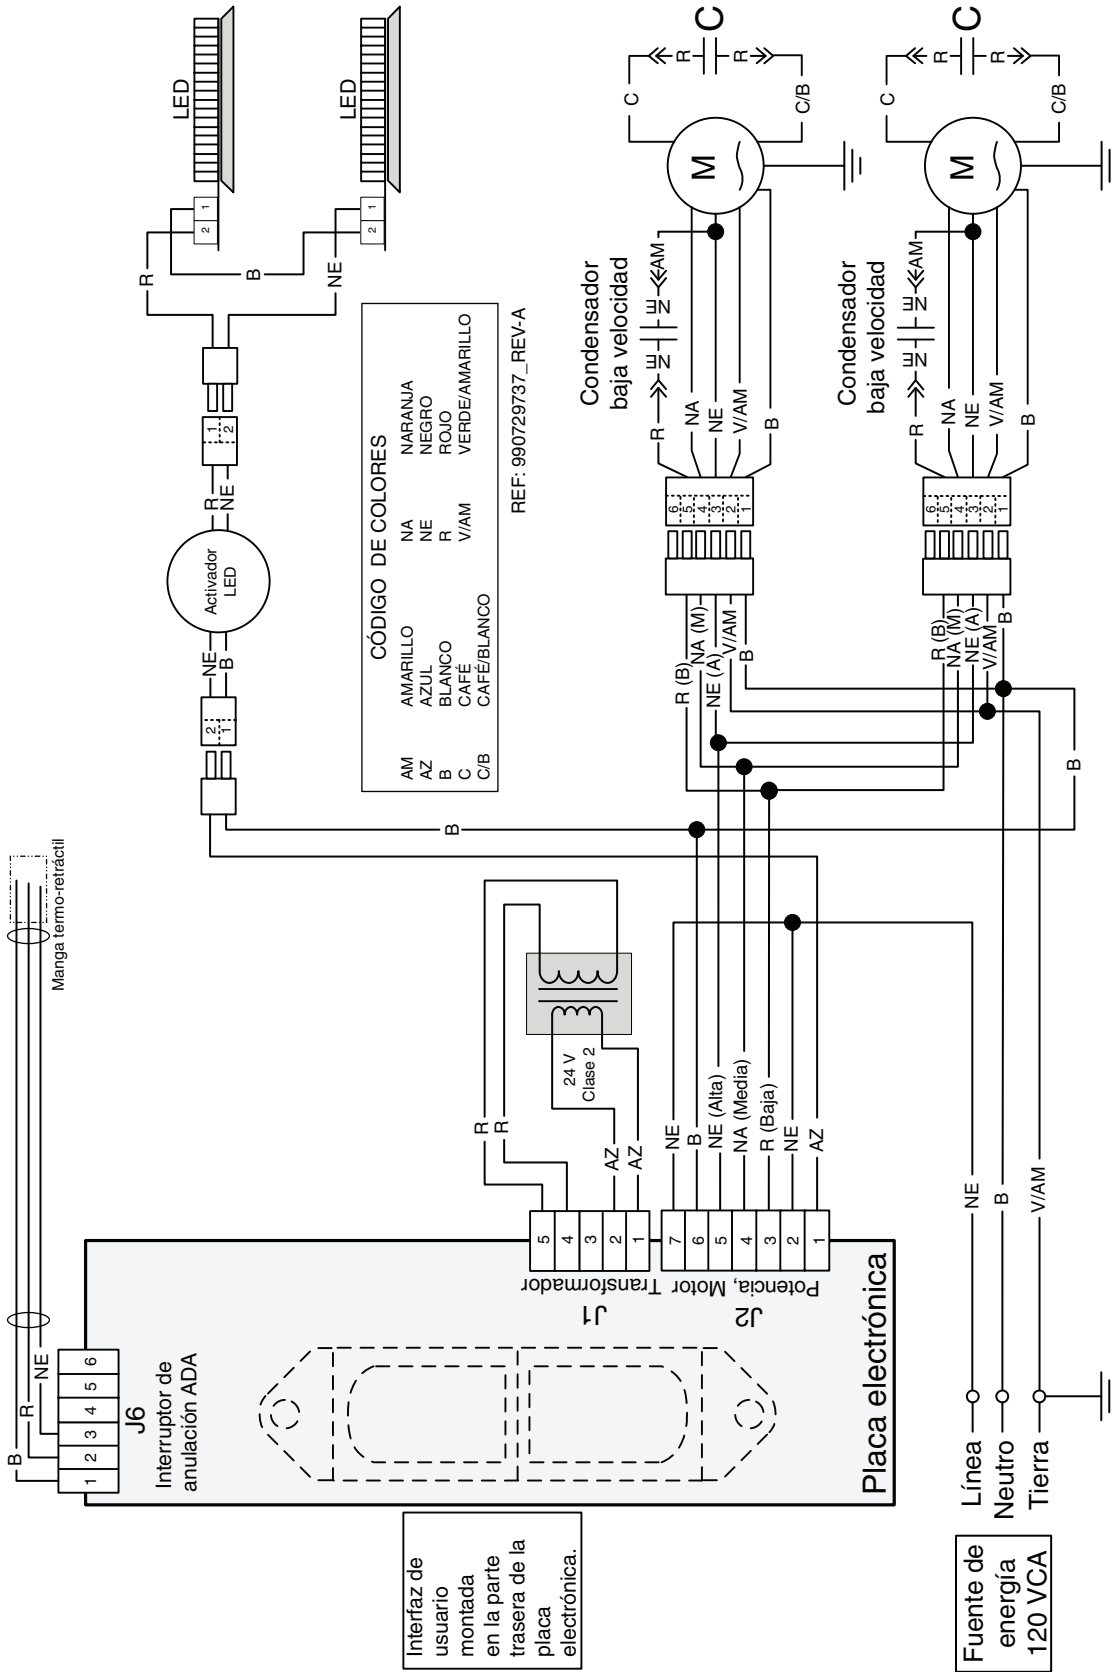 B
R
NE
Manga termo-retráctil
1
2
3
4
5
6
J6
Interruptor de
anulación ADA
Interfaz de
usuario
montada
en la parte
trasera de la
placa
electrónica.
Placa electrónica
J1
Transformador
5
4
3
2
1
R
R
AZ
AZ
24 V
Clase 2
J2
Potencia, Motor
7
6
5
4
3
2
1
NE
B
NE (Alta)
NA (Media)
R (Baja)
NE
AZ
Fuente de
energía
120 VCA
Línea
Neutro
Tierra
NE
B
V/AM
B
B
2
1
NE
B
Activador
LED
R
NE
1
2
R
B
NE
2
1
LED
2
1
LED
CÓDIGO DE COLORES
AM AMARILLO NA NARANJA
AZ AZUL NE NEGRO
B BLANCO R ROJO
C CAFÉ V/AM VERDE/AMARILLO
C/B CAFÉ/BLANCO
REF: 990729737_REV-A
R (B)
NA (M)
NE (A)
V/AM
B
6
5
4
3
2
1
R
NA
NE
V/AM
B
Condensador
baja velocidad
NE
NE
AM
M
C
R
R
C/B
C
R (B)
NA (M)
NE (A)
V/AM
B
6
5
4
3
2
1
R
NA
NE
V/AM
B
Condensador
baja velocidad
NE
NE
AM
M
C
R
R
C/B
C